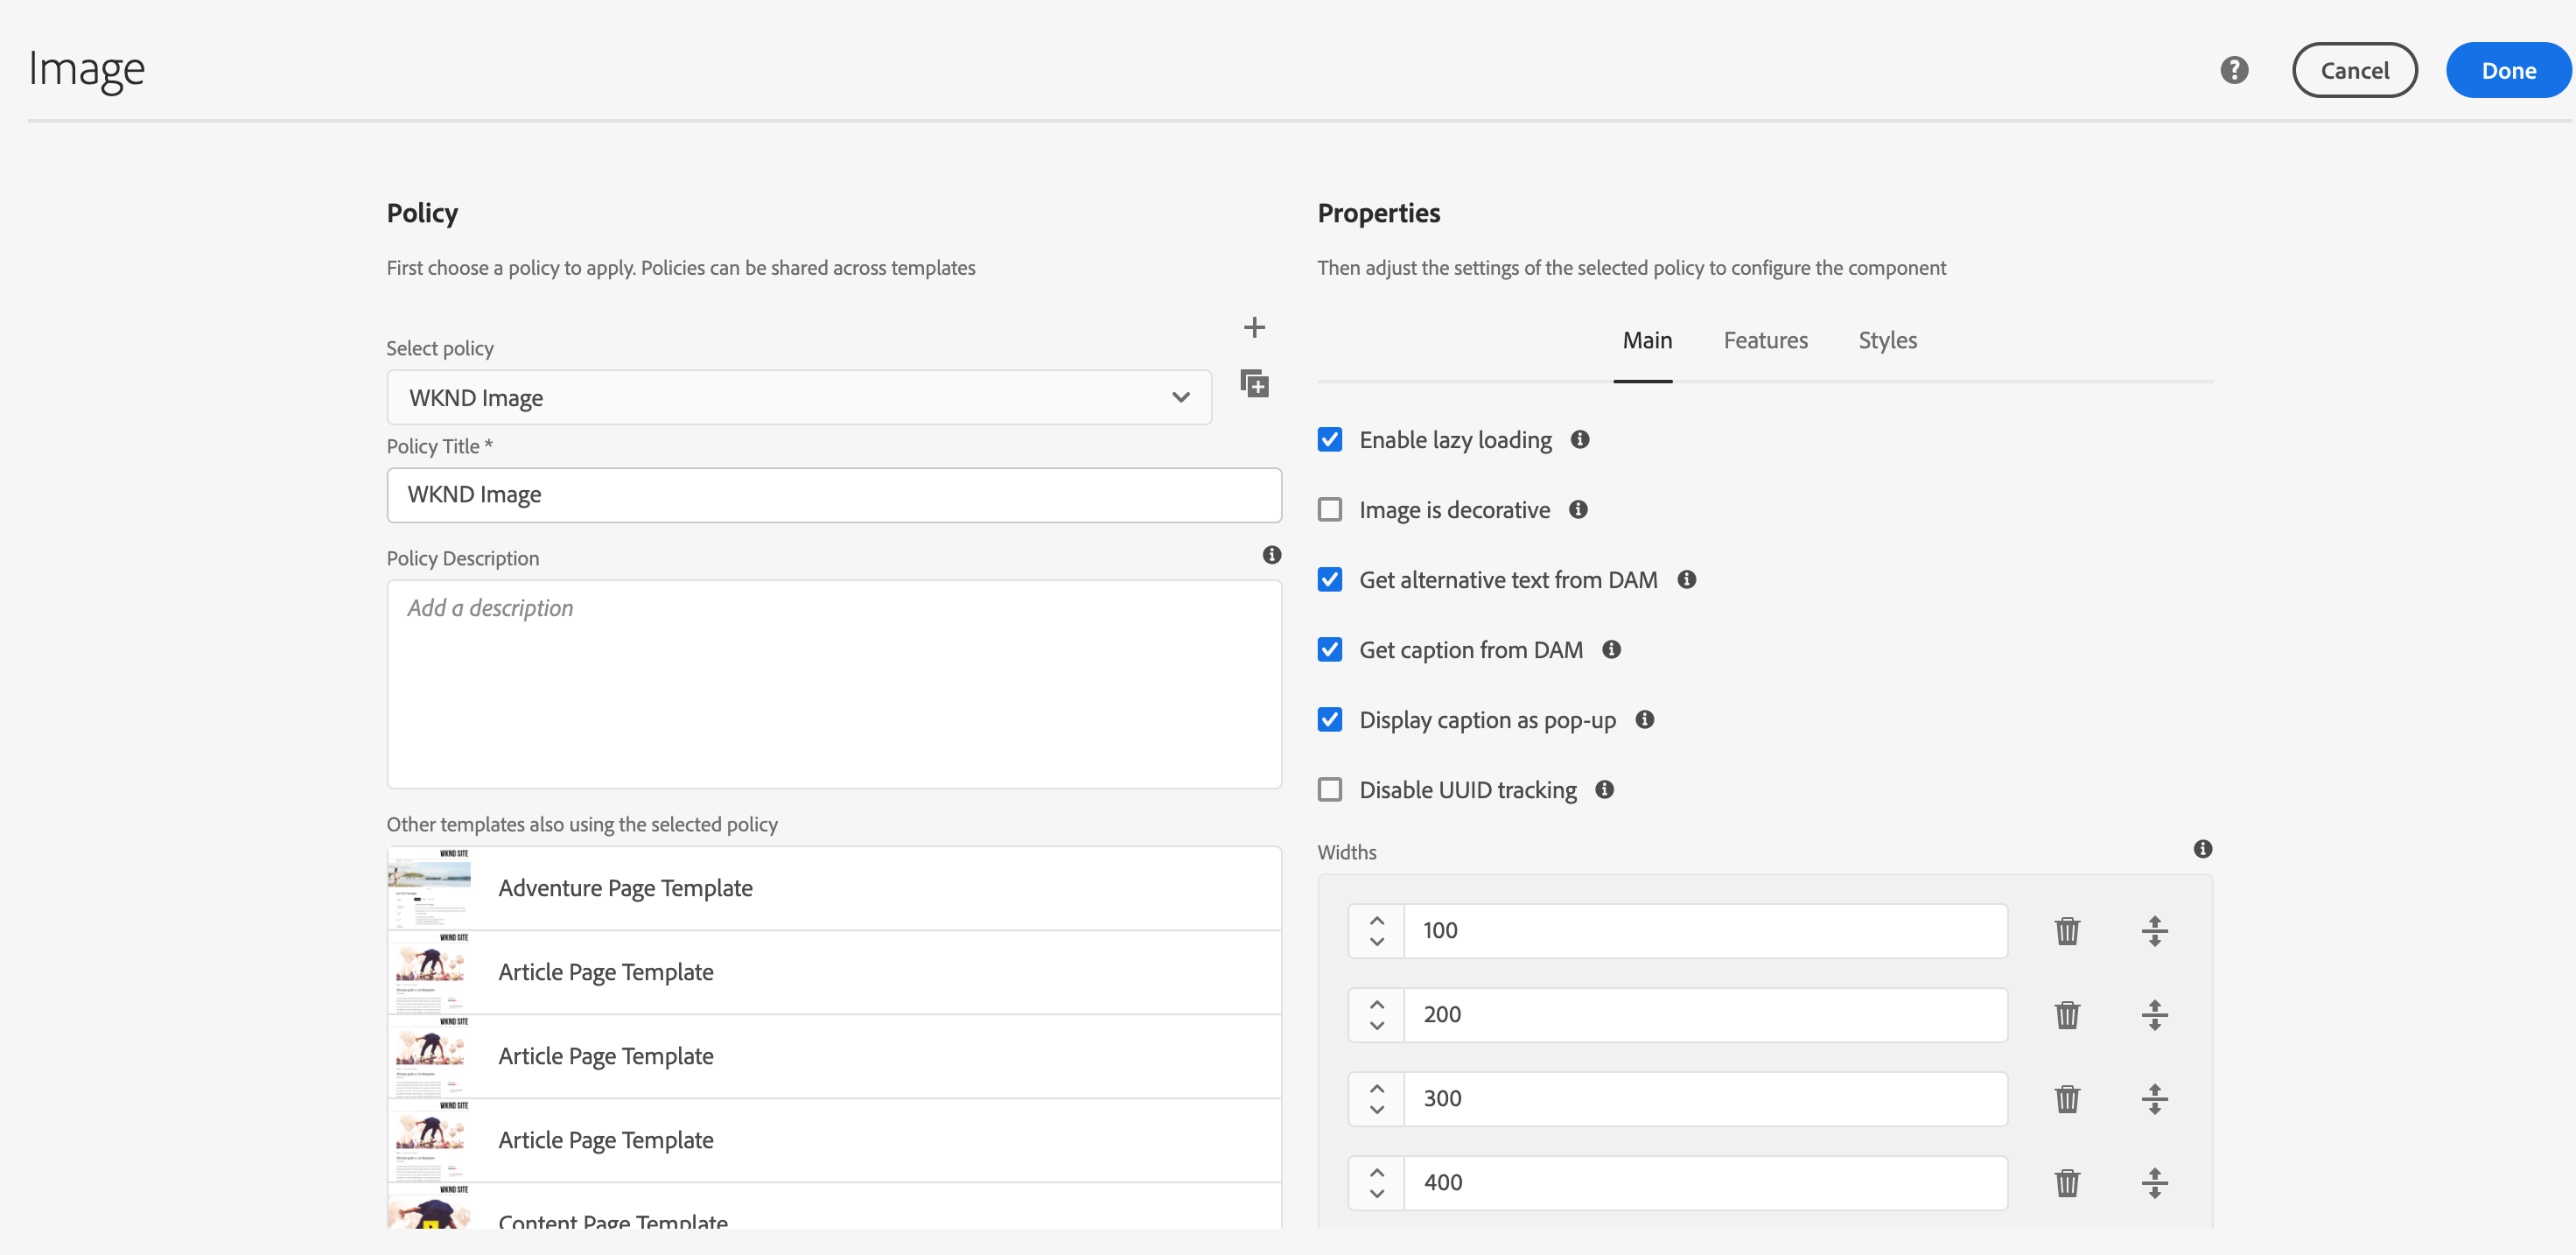 Image
Cancel
Done
Policy
First choose a policy to apply. Policies can be shared across templates
Select policy
WKND Image
Policy Title *
WKND Image
Policy Description
Add a description
Other templates also using the selected policy
WKND SITE
Adventure Page Template
WKND SITE
Article Page Template
WKND SITE
Article Page Template
WKND SITE
Article Page Template
WKND SITE
Content Page Template
Properties
Then adjust the settings of the selected policy to configure the component
Main Features Styles
Enable lazy loading
Image is decorative
Get alternative text from DAM
Get caption from DAM
Display caption as pop-up
Disable UUID tracking
Widths
100
200
300
400